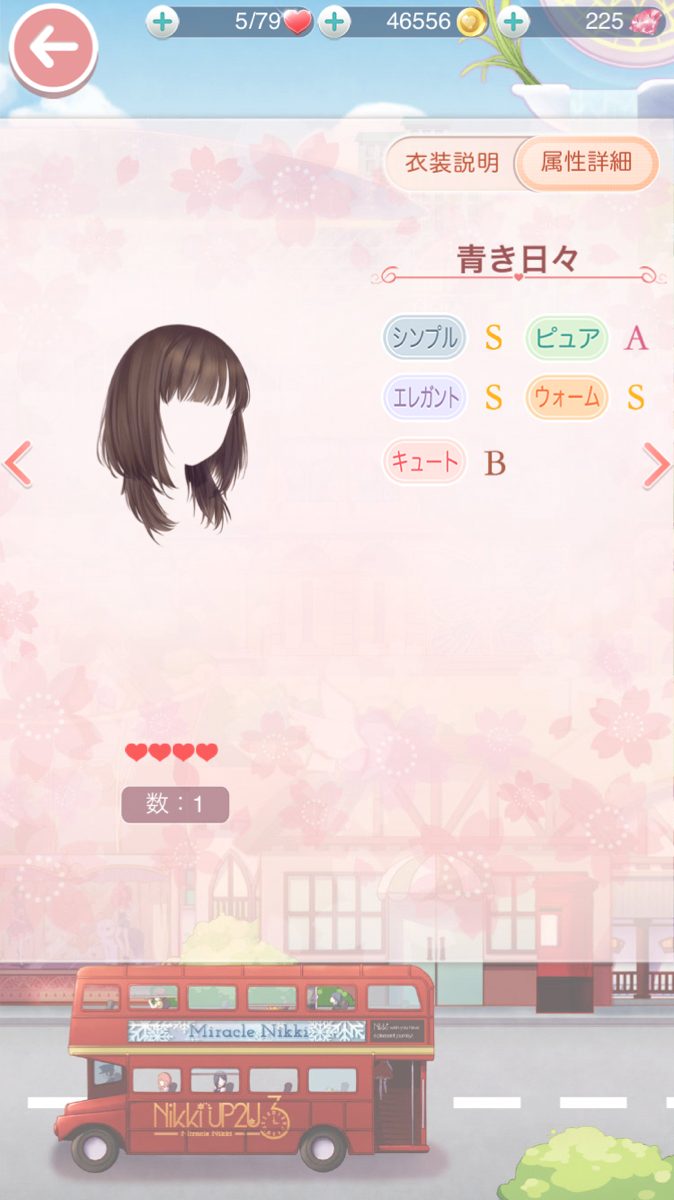 5/79
46556
225
衣装説明
属性詳細
青き日々
シンプル S ピュア A
エレガント S ウォーム S
キュート B
数:1
Miracle Nikki
Nikki UP2U 3
Miracle Nikki